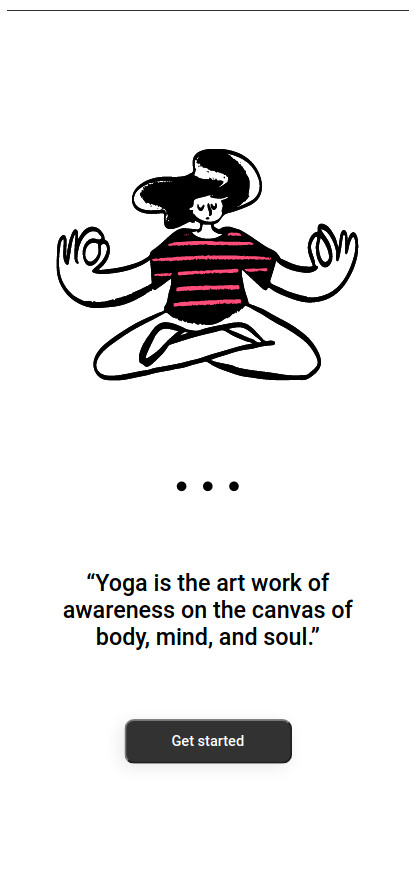 “Yoga is the art work of
awareness on the canvas of
body, mind, and soul.”
Get started